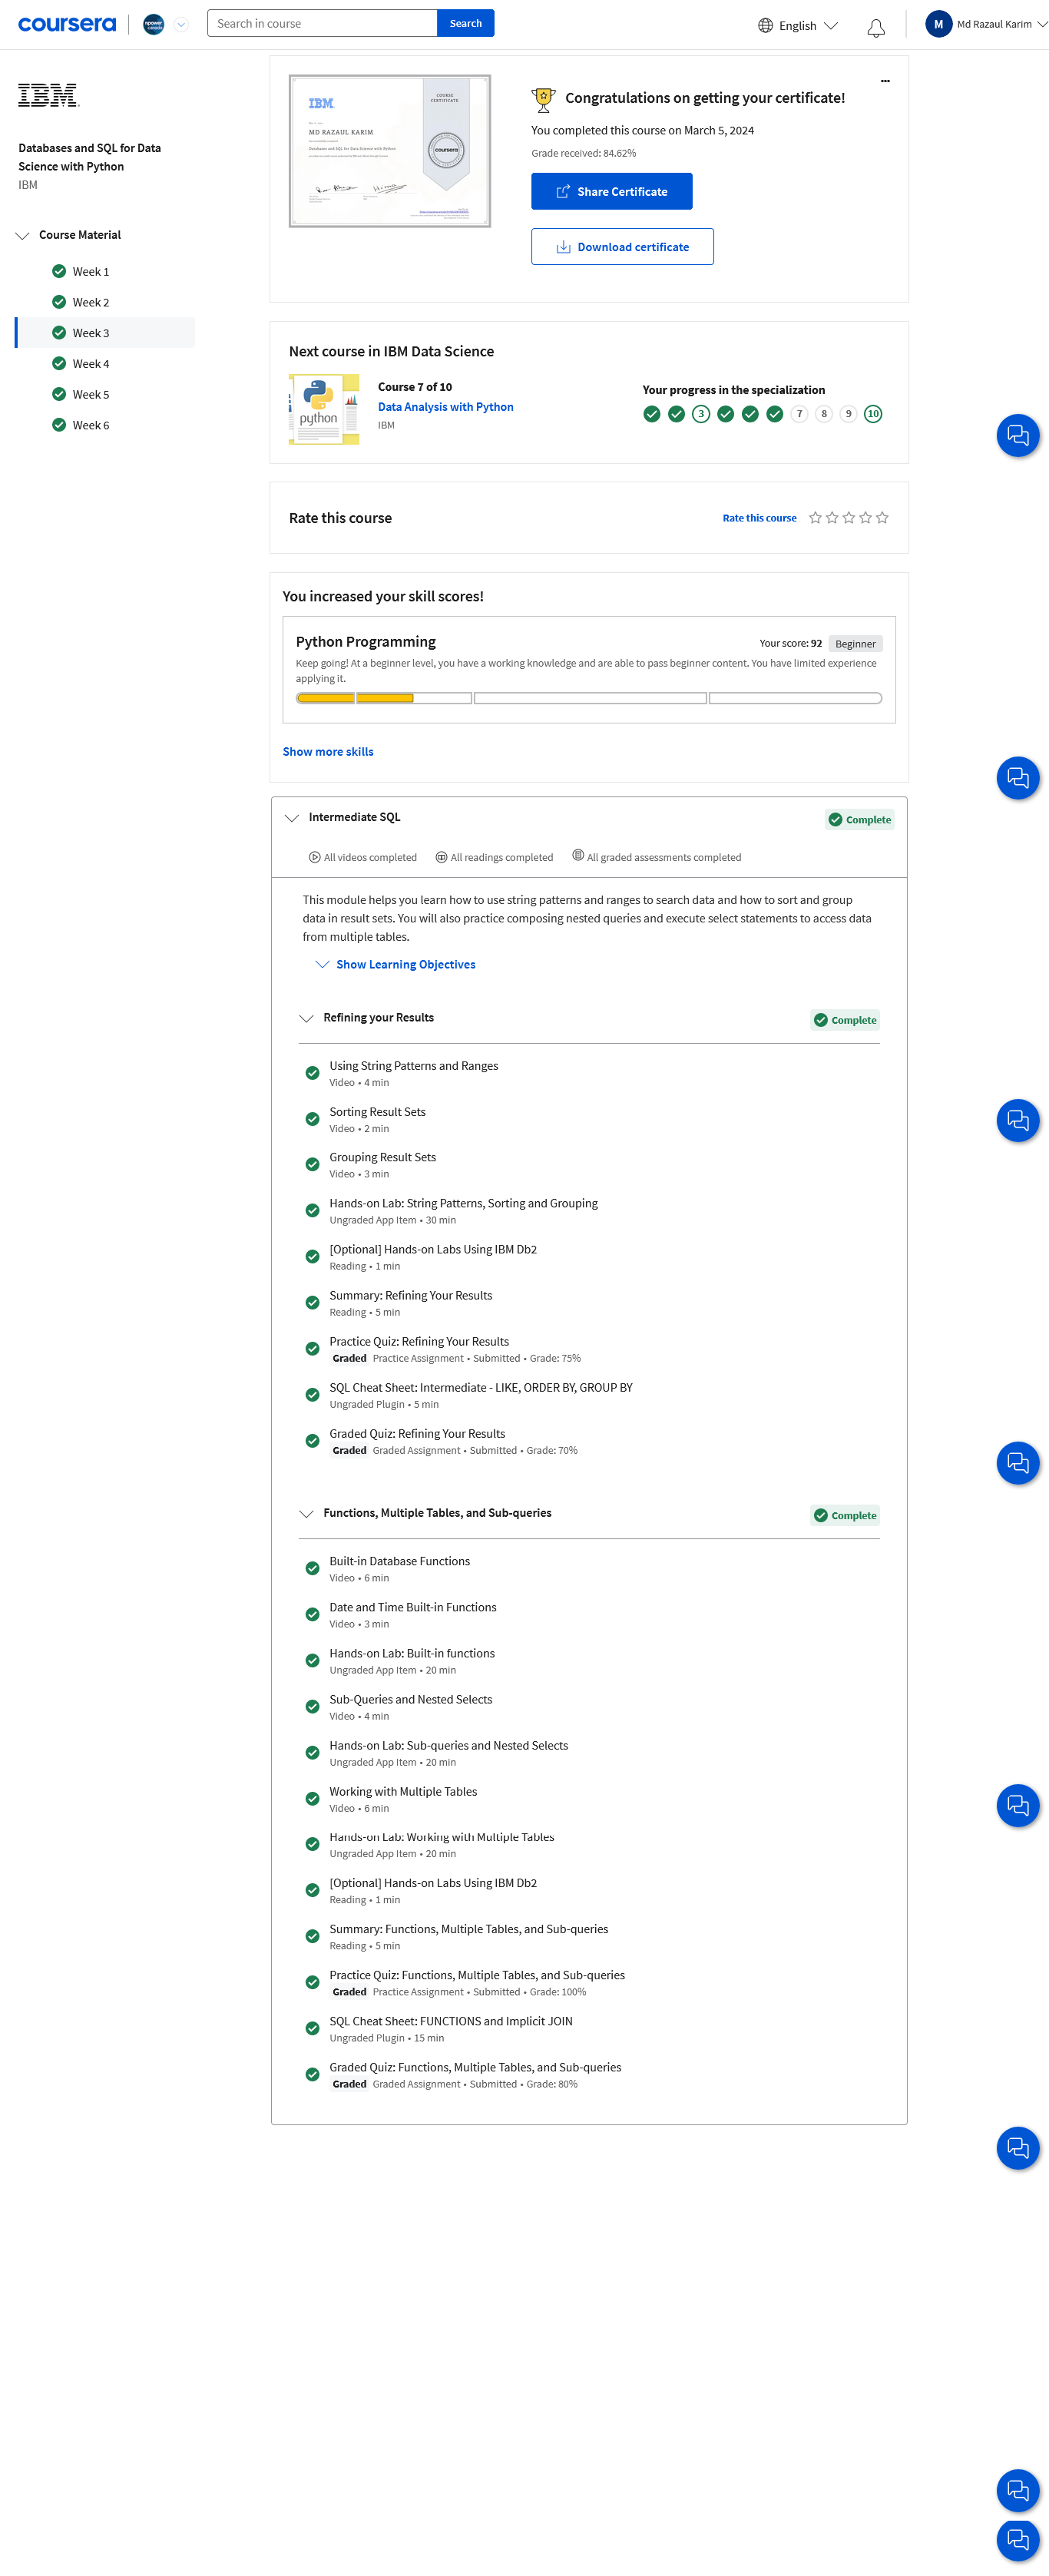 coursera
Search in course
Search
English
M
Md Razaul Karim
IBM
Databases and SQL for Data
Science with Python
IBM
Course Material
Week 1
Week 2
Week 3
Week 4
Week 5
Week 6
IBM
COURSE
CERTIFICATE
MD RAZAUL KARIM
Databases and SQL for Data Science with Python
coursera
Congratulations on getting your certificate!
You completed this course on March 5, 2024
Grade received: 84.62%
Share Certificate
Download certificate
Next course in IBM Data Science
python
Course 7 of 10
Data Analysis with Python
IBM
Your progress in the specialization
3 7 8 9 10
Rate this course
Rate this course
You increased your skill scores!
Python Programming
Your score: 92 Beginner
Keep going! At a beginner level, you have a working knowledge and are able to pass beginner content. You have limited experience
applying it.
Show more skills
Intermediate SQL
Complete
All videos completed
All readings completed
All graded assessments completed
This module helps you learn how to use string patterns and ranges to search data and how to sort and group
data in result sets. You will also practice composing nested queries and execute select statements to access data
from multiple tables.
Show Learning Objectives
Refining your Results
Complete
Using String Patterns and Ranges
Video • 4 min
Sorting Result Sets
Video • 2 min
Grouping Result Sets
Video • 3 min
Hands-on Lab: String Patterns, Sorting and Grouping
Ungraded App Item • 30 min
[Optional] Hands-on Labs Using IBM Db2
Reading • 1 min
Summary: Refining Your Results
Reading • 5 min
Practice Quiz: Refining Your Results
Graded Practice Assignment • Submitted • Grade: 75%
SQL Cheat Sheet: Intermediate - LIKE, ORDER BY, GROUP BY
Ungraded Plugin • 5 min
Graded Quiz: Refining Your Results
Graded Graded Assignment • Submitted • Grade: 70%
Functions, Multiple Tables, and Sub-queries
Complete
Built-in Database Functions
Video • 6 min
Date and Time Built-in Functions
Video • 3 min
Hands-on Lab: Built-in functions
Ungraded App Item • 20 min
Sub-Queries and Nested Selects
Video • 4 min
Hands-on Lab: Sub-queries and Nested Selects
Ungraded App Item • 20 min
Working with Multiple Tables
Video • 6 min
Hands-on Lab: Working with Multiple Tables
Ungraded App Item • 20 min
[Optional] Hands-on Labs Using IBM Db2
Reading • 1 min
Summary: Functions, Multiple Tables, and Sub-queries
Reading • 5 min
Practice Quiz: Functions, Multiple Tables, and Sub-queries
Graded Practice Assignment • Submitted • Grade: 100%
SQL Cheat Sheet: FUNCTIONS and Implicit JOIN
Ungraded Plugin • 15 min
Graded Quiz: Functions, Multiple Tables, and Sub-queries
Graded Graded Assignment • Submitted • Grade: 80%